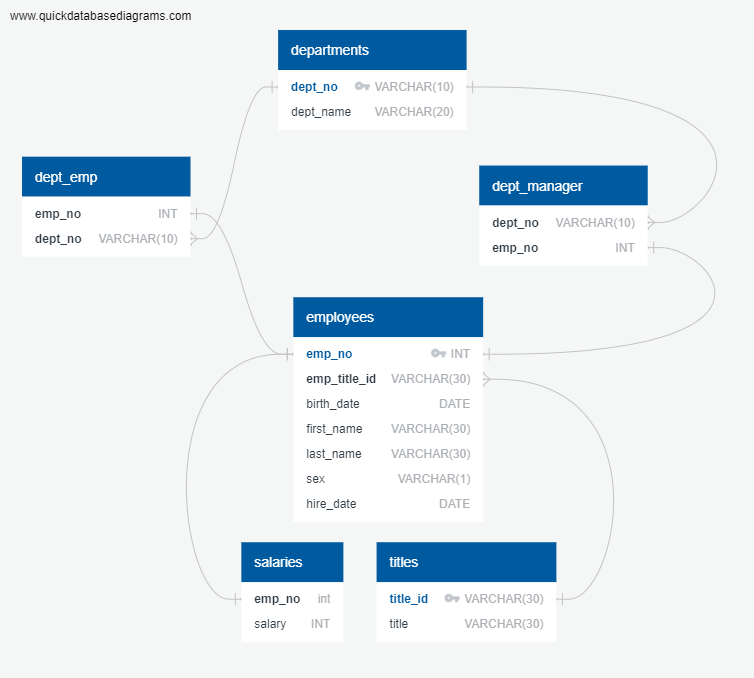 www.quickdatabasediagrams.com
departments
dept_no VARCHAR(10)
dept_name VARCHAR(20)
dept_emp
emp_no INT
dept_no VARCHAR(10)
dept_manager
dept_no VARCHAR(10)
emp_no INT
employees
emp_no INT
emp_title_id VARCHAR(30)
birth_date DATE
first_name VARCHAR(30)
last_name VARCHAR(30)
sex VARCHAR(1)
hire_date DATE
salaries
emp_no int
salary INT
titles
title_id VARCHAR(30)
title VARCHAR(30)